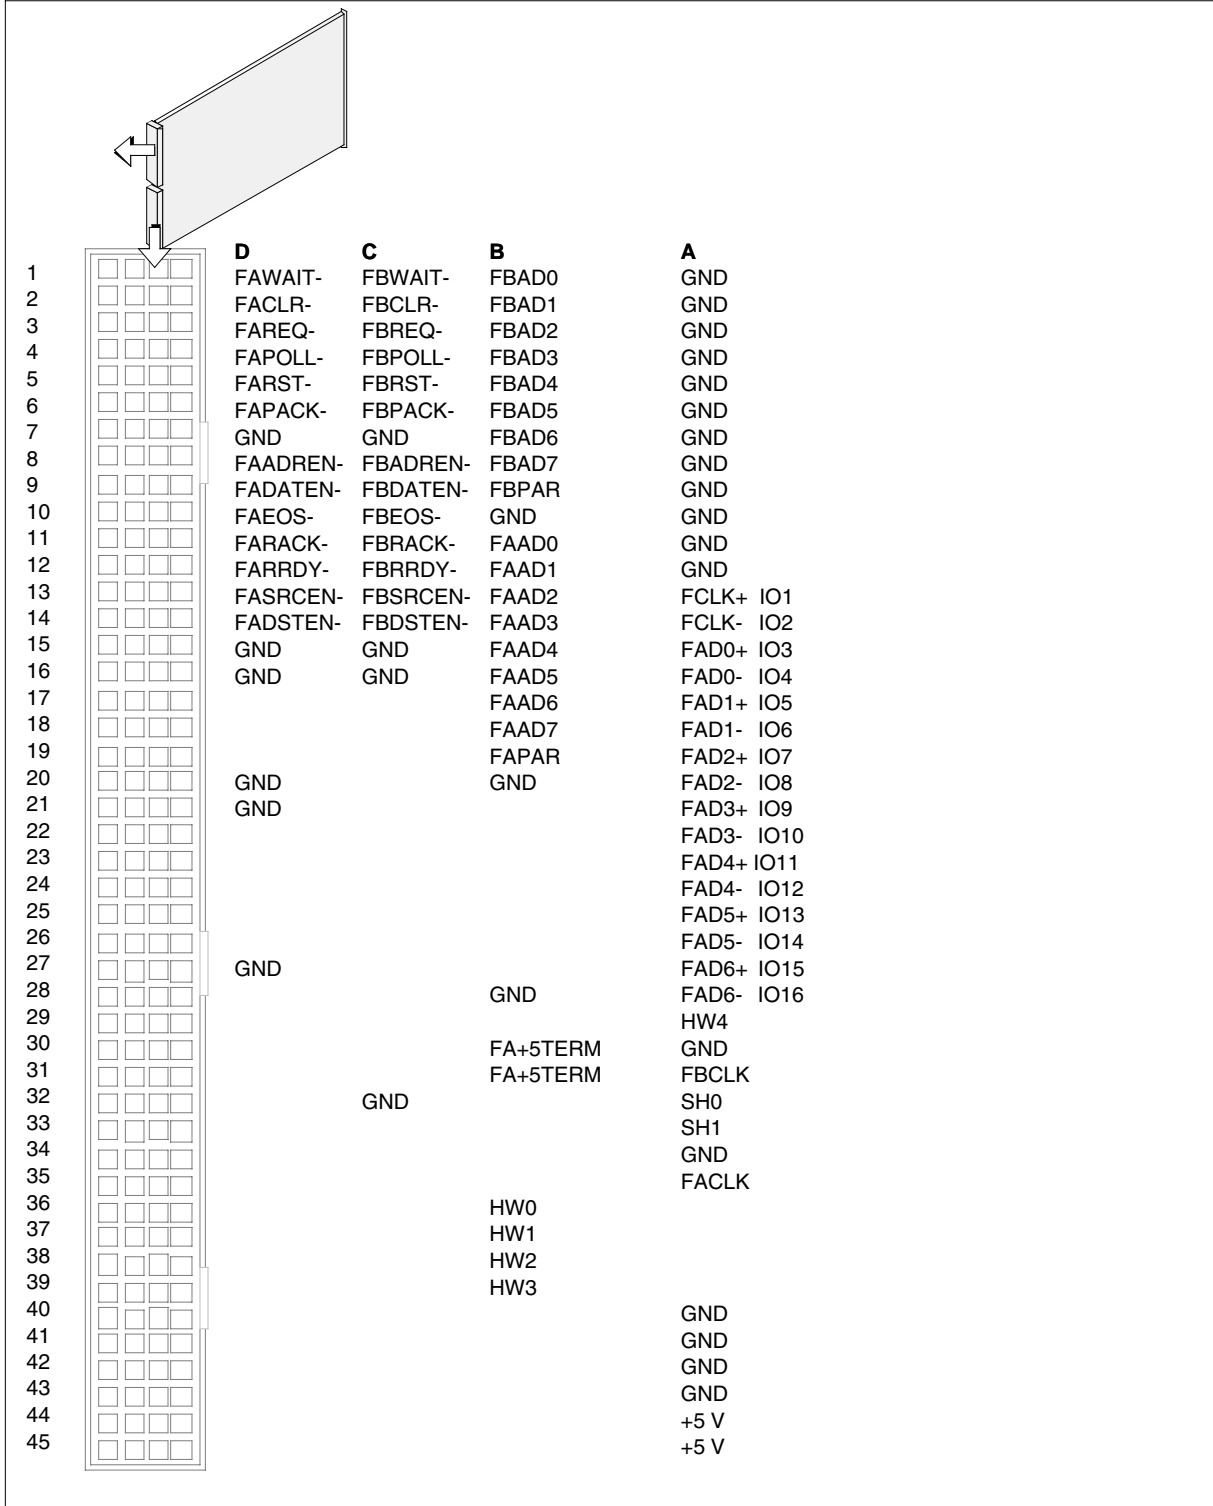 D C B A
1 FAWAIT- FBWAIT- FBAD0 GND
2 FACLR- FBCLR- FBAD1 GND
3 FAREQ- FBREQ- FBAD2 GND
4 FAPOLL- FBPOLL- FBAD3 GND
5 FARST- FBRST- FBAD4 GND
6 FAPACK- FBPACK- FBAD5 GND
7 GND GND FBAD6 GND
8 FAADREN- FBADREN- FBAD7 GND
9 FADATEN- FBDATEN- FBPAR GND
10 FAEOS- FBEOS- GND GND
11 FARACK- FBRACK- FAAD0 GND
12 FARRDY- FBRRDY- FAAD1 GND
13 FASRCEN- FBSRCEN- FAAD2 FCLK+ IO1
14 FADSTEN- FBDSTEN- FAAD3 FCLK- IO2
15 GND GND FAAD4 FAD0+ IO3
16 GND GND FAAD5 FAD0- IO4
17 FAAD6 FAD1+ IO5
18 FAAD7 FAD1- IO6
19 FAPAR FAD2+ IO7
20 GND GND FAD2- IO8
21 GND FAD3+ IO9
22 FAD3- IO10
23 FAD4+ IO11
24 FAD4- IO12
25 FAD5+ IO13
26 FAD5- IO14
27 GND FAD6+ IO15
28 GND FAD6- IO16
29 HW4
30 FA+5TERM GND
31 FA+5TERM FBCLK
32 GND SH0
33 SH1
34 GND
35 FACLK
36 HW0
37 HW1
38 HW2
39 HW3
40 GND
41 GND
42 GND
43 GND
44 +5 V
45 +5 V